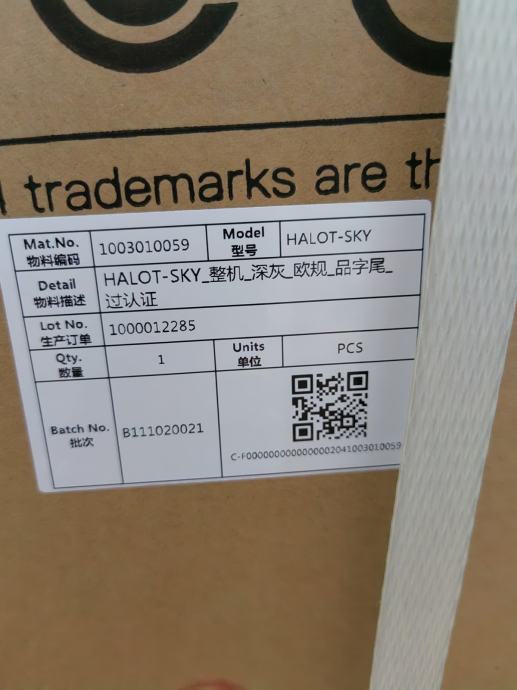 trademarks are th
Mat.No. 1003010059 Model HALOT-SKY
物料编码 型号
Detail HALOT-SKY_整机_深灰_欧规_品字尾_
物料描述 过认证
Lot No. 1000012285
生产订单
Qty. 1 Units PCS
数量 单位
Batch No. B111020021
批次